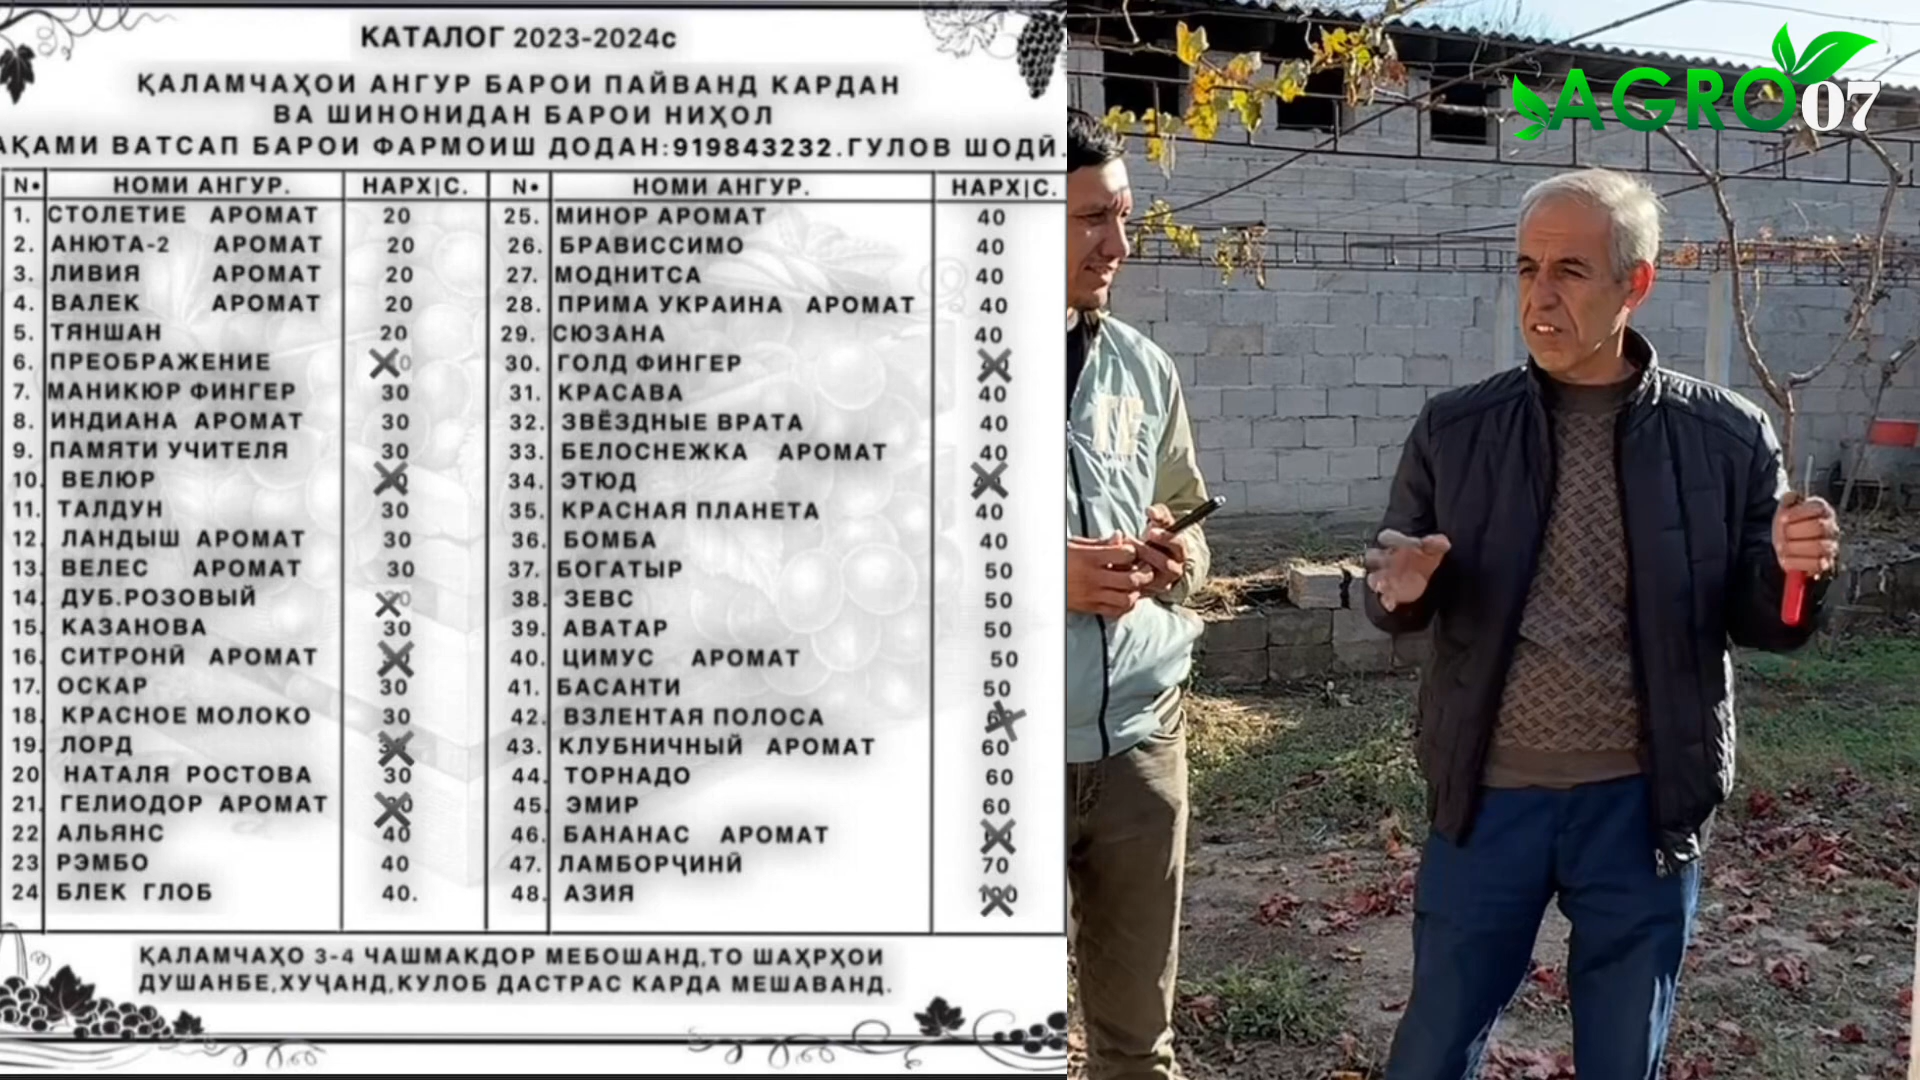 КАТАЛОГ 2023-2024с
ҚАЛАМЧАҲОИ АНГУР БАРОИ ПАЙВАНД КАРДАН
ВА ШИНОНИДАН БАРОИ НИҲОЛ
АҚАМИ ВАТСАП БАРОИ ФАРМОИШ ДОДАН:919843232.ГУЛОВ ШОДӢ.
N• НОМИ АНГУР. НАРХ|С.
1. СТОЛЕТИЕ АРОМАТ 20
2. АНЮТА-2 АРОМАТ 20
3. ЛИВИЯ АРОМАТ 20
4. ВАЛЕК АРОМАТ 20
5. ТЯНШАН 20
6. ПРЕОБРАЖЕНИЕ
7. МАНИКЮР ФИНГЕР 30
8. ИНДИАНА АРОМАТ 30
9. ПАМЯТИ УЧИТЕЛЯ 30
10. ВЕЛЮР
11. ТАЛДУН 30
12. ЛАНДЫШ АРОМАТ 30
13. ВЕЛЕС АРОМАТ 30
14. ДУБ.РОЗОВЫЙ
15. КАЗАНОВА 30
16. СИТРОНӢ АРОМАТ
17. ОСКАР 30
18. КРАСНОЕ МОЛОКО 30
19. ЛОРД
20 НАТАЛЯ РОСТОВА 30
21. ГЕЛИОДОР АРОМАТ
22 АЛЬЯНС 40
23 РЭМБО 40
24 БЛЕК ГЛОБ 40.
N• НОМИ АНГУР. НАРХ|С.
25. МИНОР АРОМАТ 40
26. БРАВИССИМО 40
27. МОДНИТСА 40
28. ПРИМА УКРАИНА АРОМАТ 40
29. СЮЗАНА 40
30. ГОЛД ФИНГЕР
31. КРАСАВА 40
32. ЗВЁЗДНЫЕ ВРАТА 40
33. БЕЛОСНЕЖКА АРОМАТ 40
34. ЭТЮД
35. КРАСНАЯ ПЛАНЕТА 40
36. БОМБА 40
37. БОГАТЫР 50
38. ЗЕВС 50
39. АВАТАР 50
40. ЦИМУС АРОМАТ 50
41. БАСАНТИ 50
42. ВЗЛЕНТАЯ ПОЛОСА
43. КЛУБНИЧНЫЙ АРОМАТ 60
44. ТОРНАДО 60
45. ЭМИР 60
46. БАНАНАС АРОМАТ
47. ЛАМБОРҶИНӢ 70
48. АЗИЯ
ҚАЛАМЧАҲО 3-4 ЧАШМАКДОР МЕБОШАНД,ТО ШАҲРҲОИ
ДУШАНБЕ,ХУҶАНД,КУЛОБ ДАСТРАС КАРДА МЕШАВАНД.
AGRO07